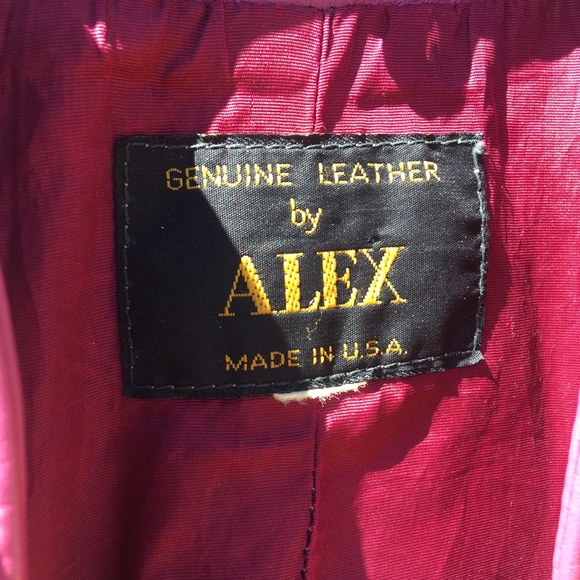 GENUINE LEATHER
by
ALEX
MADE IN U.S.A.